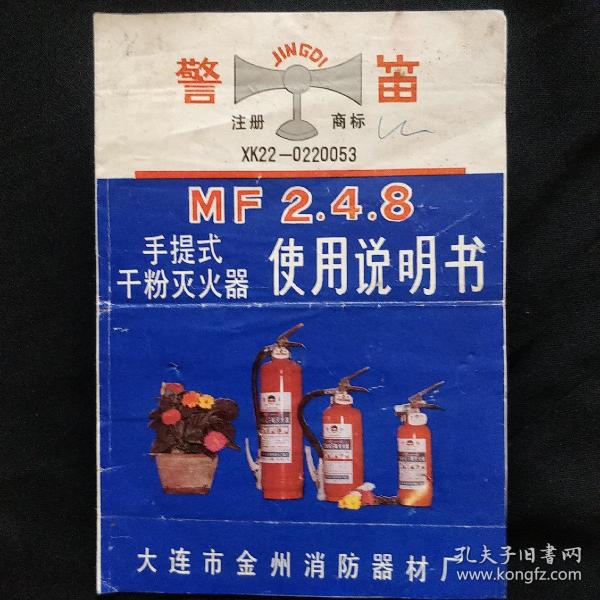 警 JINGDI 笛
注册 商标
XK22—0220053
MF 2.4.8
手提式
干粉灭火器
使用说明书
大连市金州消防器材厂
孔夫子旧书网
www.kongfz.com